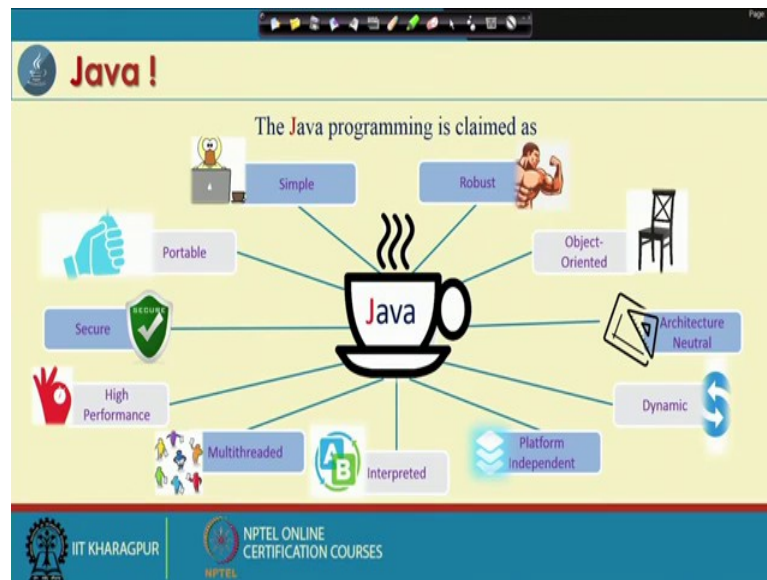 Page
Java !
The Java programming is claimed as
Simple
Robust
Portable
Object-
Oriented
Java
Secure
SECURE
Architecture
Neutral
High
Performance
Dynamic
Multithreaded
A
B
Interpreted
Platform
Independent
IIT KHARAGPUR
NPTEL
NPTEL ONLINE
CERTIFICATION COURSES